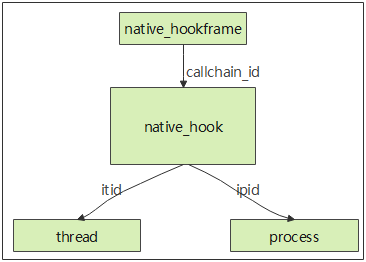 native_hookframe
callchain_id
native_hook
itid
ipid
thread
process